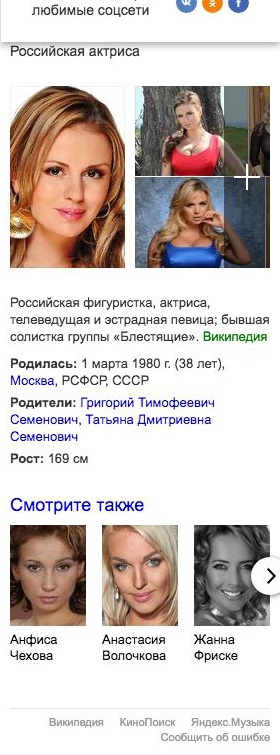 любимые соцсети
Российская актриса
Российская фигуристка, актриса,
телеведущая и эстрадная певица; бывшая
солистка группы «Блестящие». Википедия
Родилась: 1 марта 1980 г. (38 лет),
Москва, РСФСР, СССР
Родители: Григорий Тимофеевич
Семенович, Татьяна Дмитриевна
Семенович
Рост: 169 см
Смотрите также
Анфиса
Чехова
Анастасия
Волочкова
Жанна
Фриске
Википедия КиноПоиск Яндекс.Музыка
Сообщить об ошибке